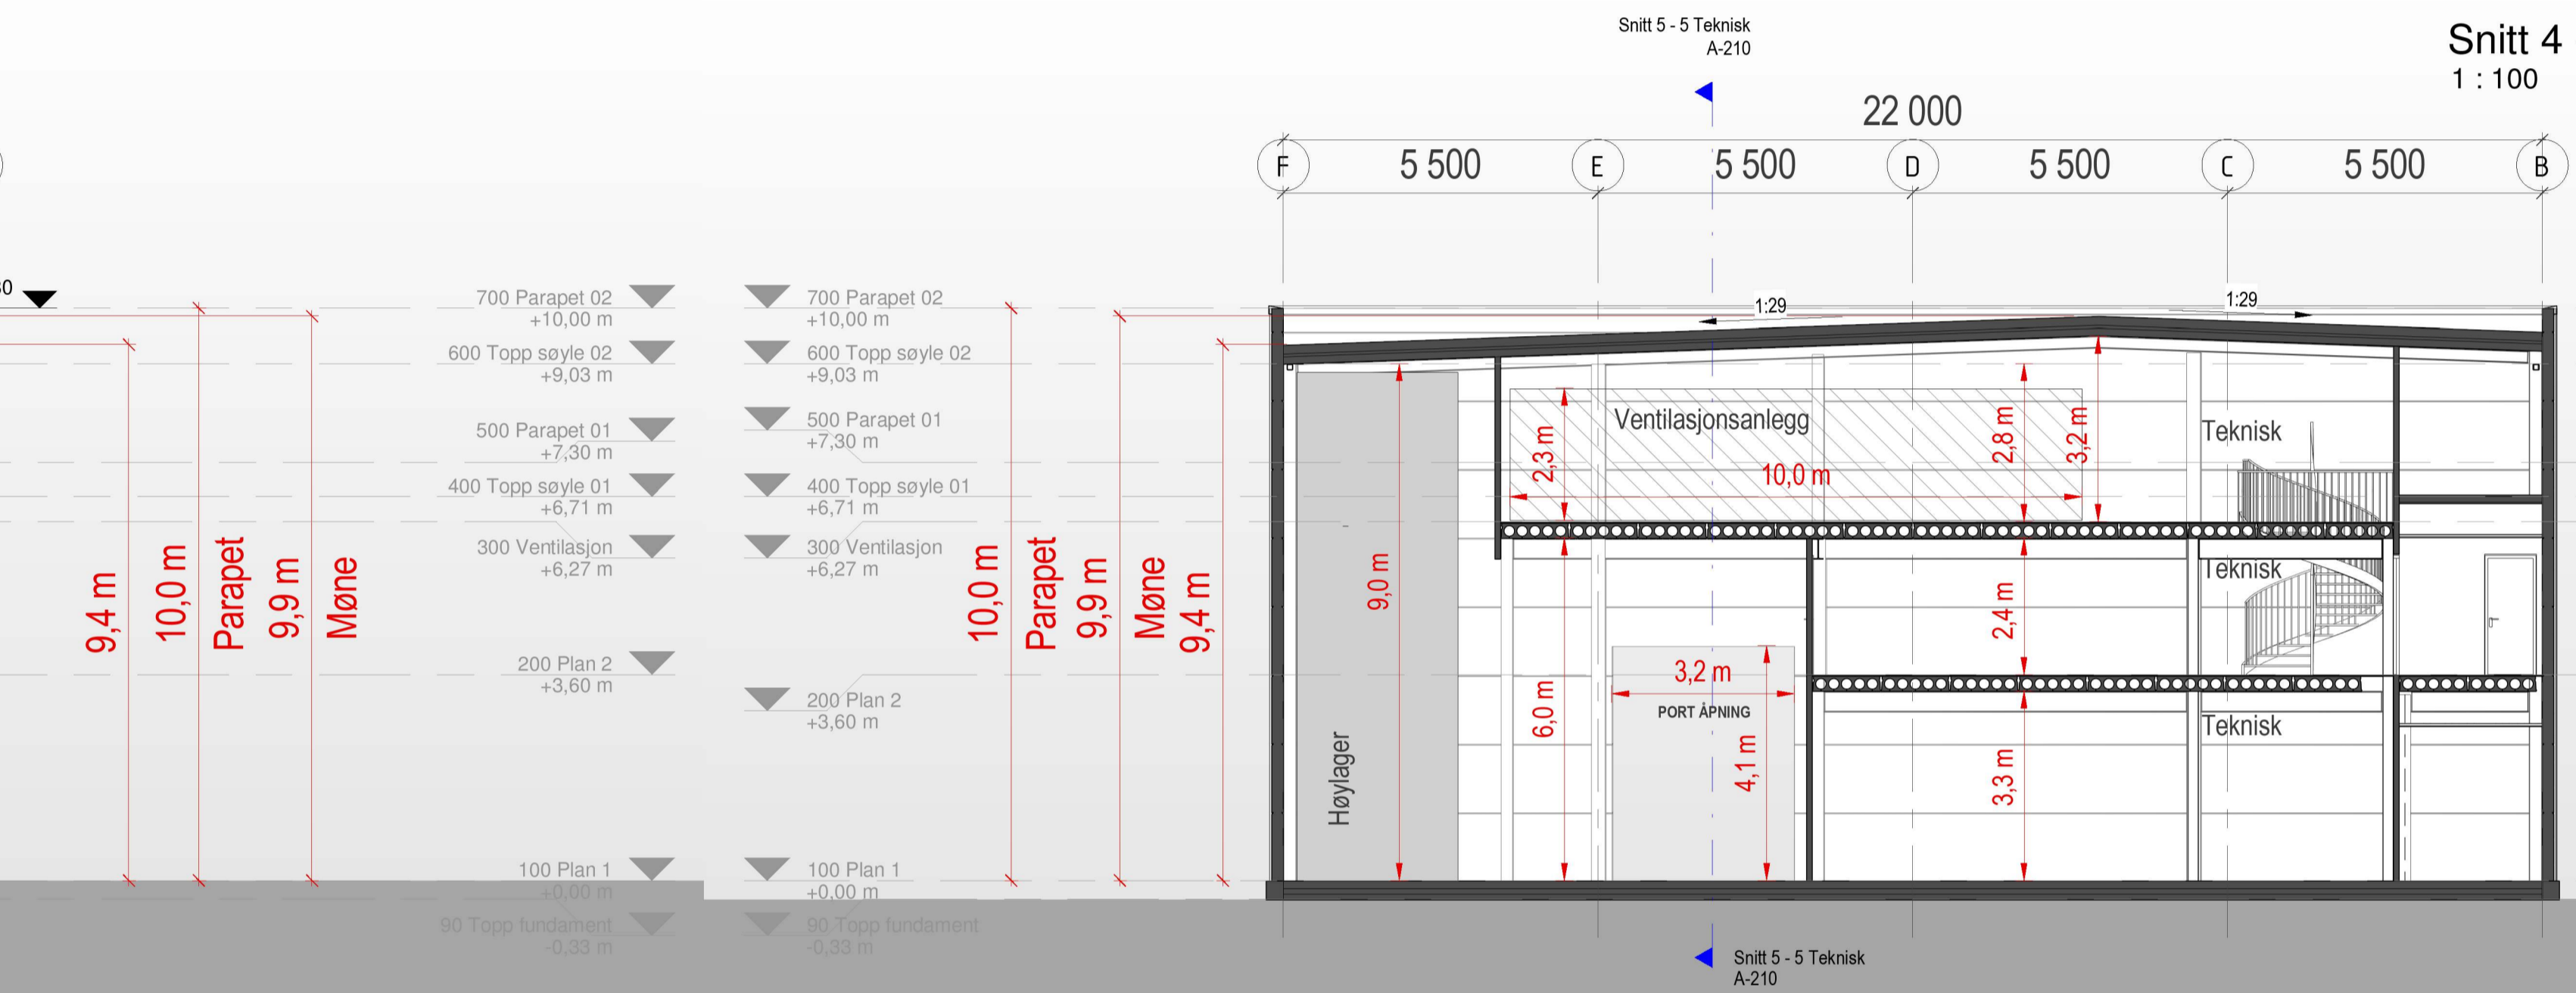 Snitt 5 - 5 Teknisk
A-210
Snitt 4
1 : 100
22 000
F
5 500
E
5 500
D
5 500
C
5 500
B
700 Parapet 02
+10,00 m
600 Topp søyle 02
+9,03 m
500 Parapet 01
+7,30 m
400 Topp søyle 01
+6,71 m
300 Ventilasjon
+6,27 m
200 Plan 2
+3,60 m
100 Plan 1
+0,00 m
90 Topp fundament
-0,33 m
9,4 m
10,0 m
Parapet
9,9 m
Møne
700 Parapet 02
+10,00 m
600 Topp søyle 02
+9,03 m
500 Parapet 01
+7,30 m
400 Topp søyle 01
+6,71 m
300 Ventilasjon
+6,27 m
200 Plan 2
+3,60 m
100 Plan 1
+0,00 m
90 Topp fundament
-0,33 m
10,0 m
Parapet
9,9 m
Møne
9,4 m
1:29
1:29
Ventilasjonsanlegg
2,3 m
10,0 m
2,8 m
3,2 m
Teknisk
9,0 m
Teknisk
2,4 m
3,2 m
PORT ÅPNING
6,0 m
4,1 m
Teknisk
3,3 m
Høylager
Snitt 5 - 5 Teknisk
A-210